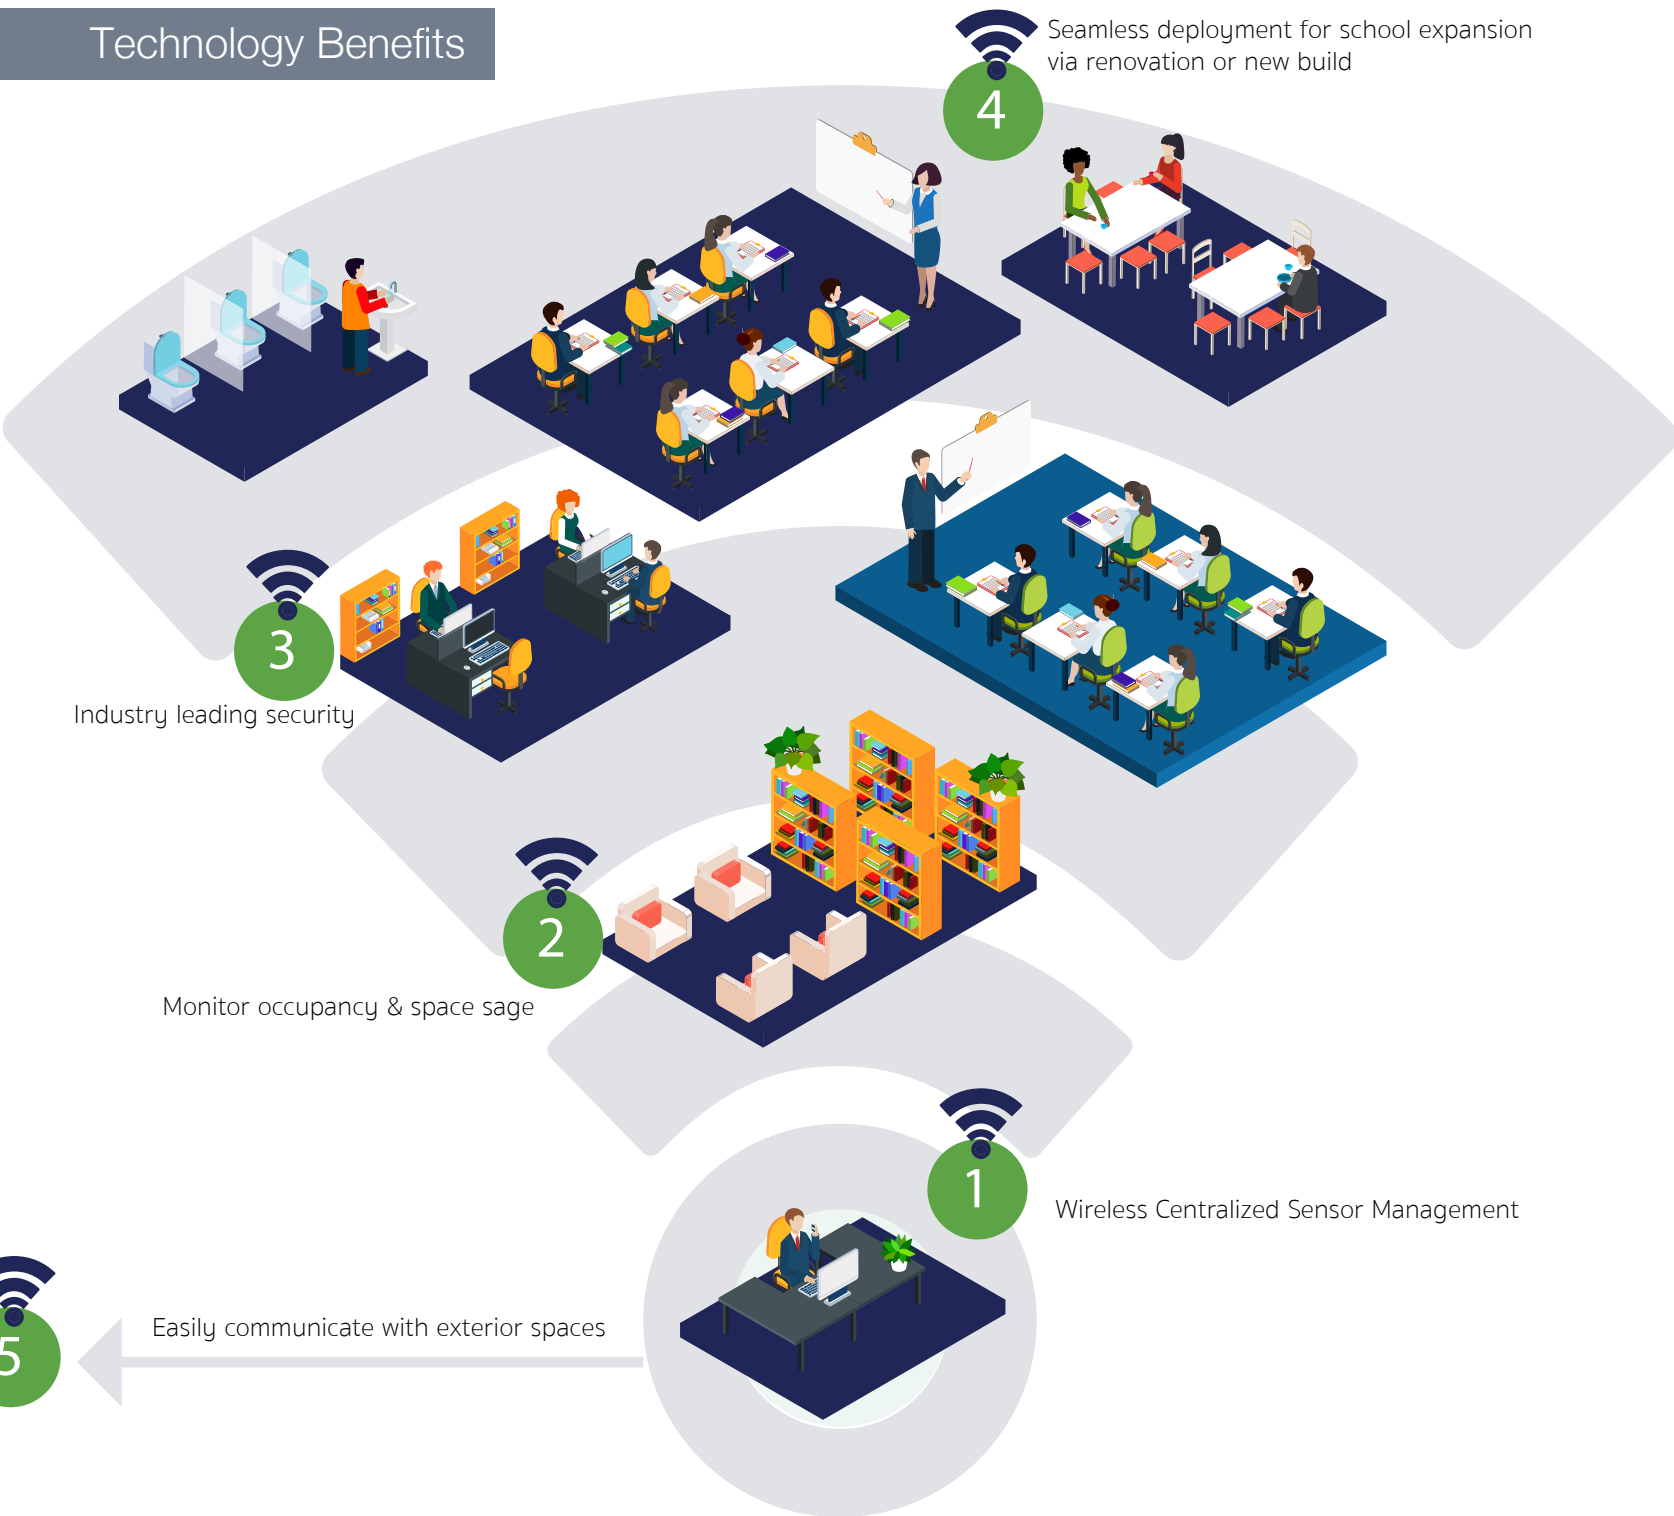 Technology Benefits
4
Seamless deployment for school expansion
via renovation or new build
3
Industry leading security
2
Monitor occupancy & space sage
1
Wireless Centralized Sensor Management
5
Easily communicate with exterior spaces